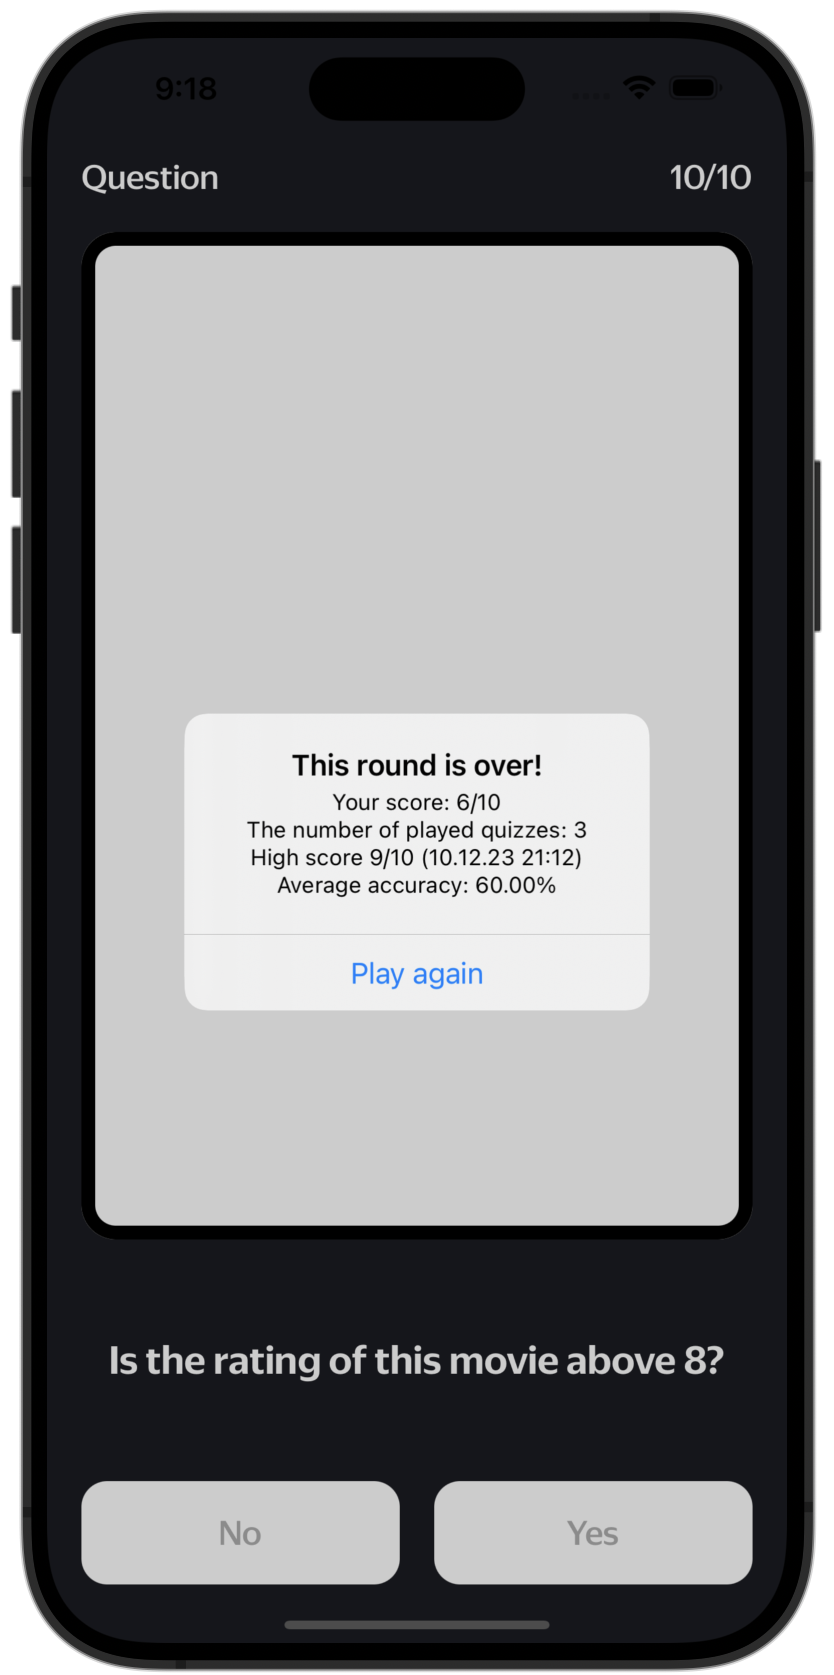 9:18
Question
10/10
This round is over!
Your score: 6/10
The number of played quizzes: 3
High score 9/10 (10.12.23 21:12)
Average accuracy: 60.00%
Play again
Is the rating of this movie above 8?
No
Yes